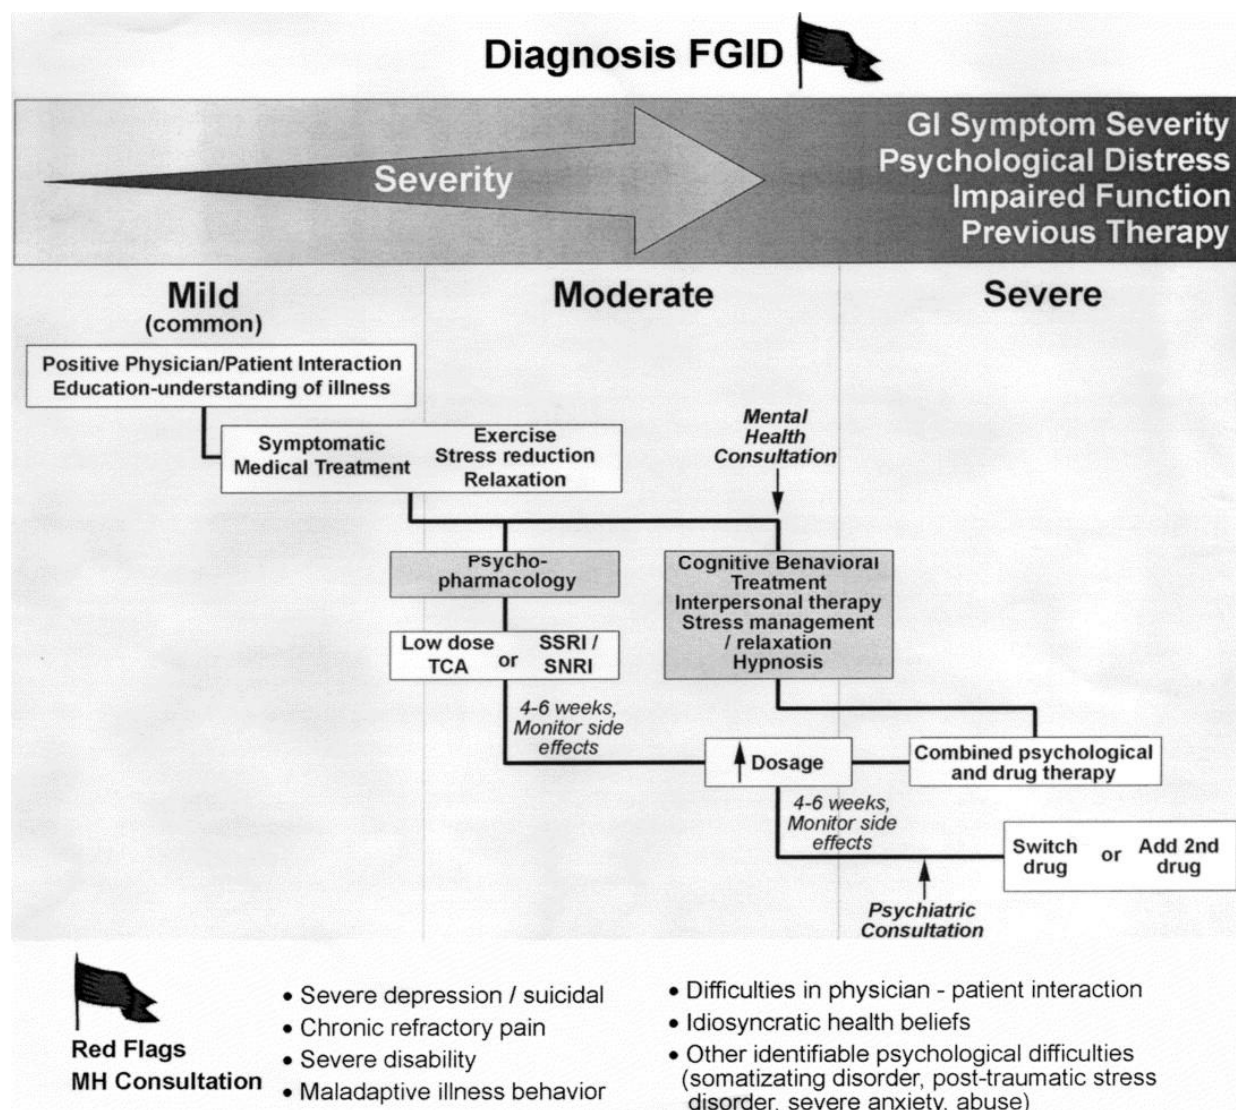 Diagnosis FGID
Severity
GI Symptom Severity
Psychological Distress
Impaired Function
Previous Therapy
Mild
(common)
Moderate
Severe
Positive Physician/Patient Interaction
Education-understanding of illness
Symptomatic
Medical Treatment
Exercise
Stress reduction
Relaxation
Mental
Health
Consultation
Psycho-
pharmacology
Cognitive Behavioral
Treatment
Interpersonal therapy
Stress management
/ relaxation
Hypnosis
Low dose
TCA
or
SSRI /
SNRI
4-6 weeks,
Monitor side
effects
Dosage
Combined psychological
and drug therapy
4-6 weeks,
Monitor side
effects
Switch
drug
or
Add 2nd
drug
Psychiatric
Consultation
Red Flags
MH Consultation
• Severe depression / suicidal
• Chronic refractory pain
• Severe disability
• Maladaptive illness behavior
• Difficulties in physician - patient interaction
• Idiosyncratic health beliefs
• Other identifiable psychological difficulties
(somatizating disorder, post-traumatic stress
disorder, severe anxiety, abuse)